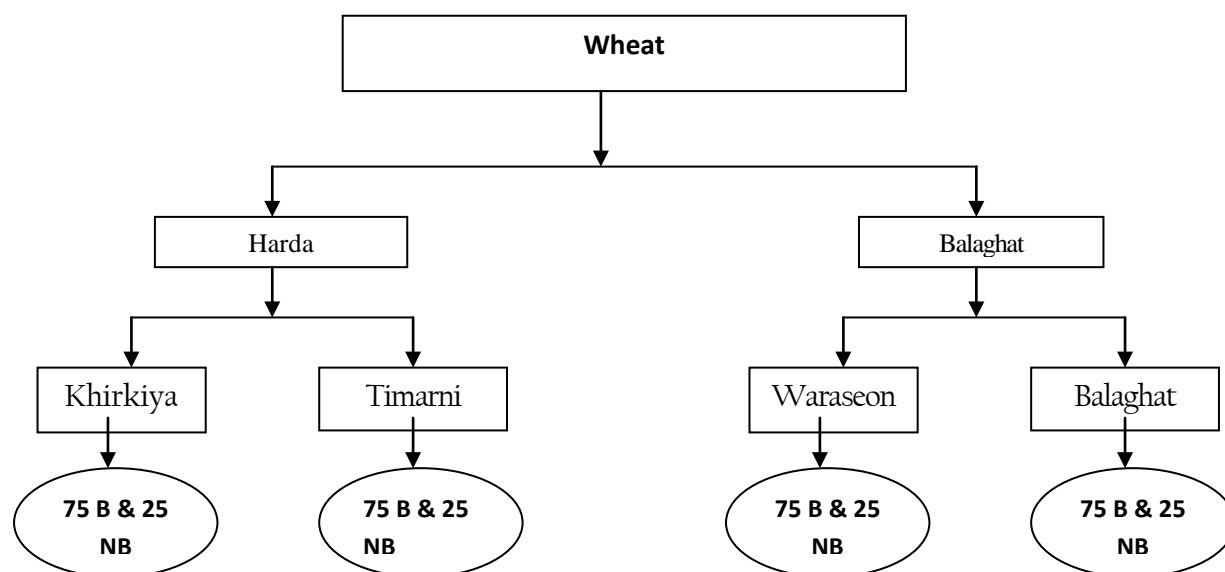 Wheat
Harda
Balaghat
Khirkiya
Timarni
Waraseon
Balaghat
75 B & 25
NB
75 B & 25
NB
75 B & 25
NB
75 B & 25
NB